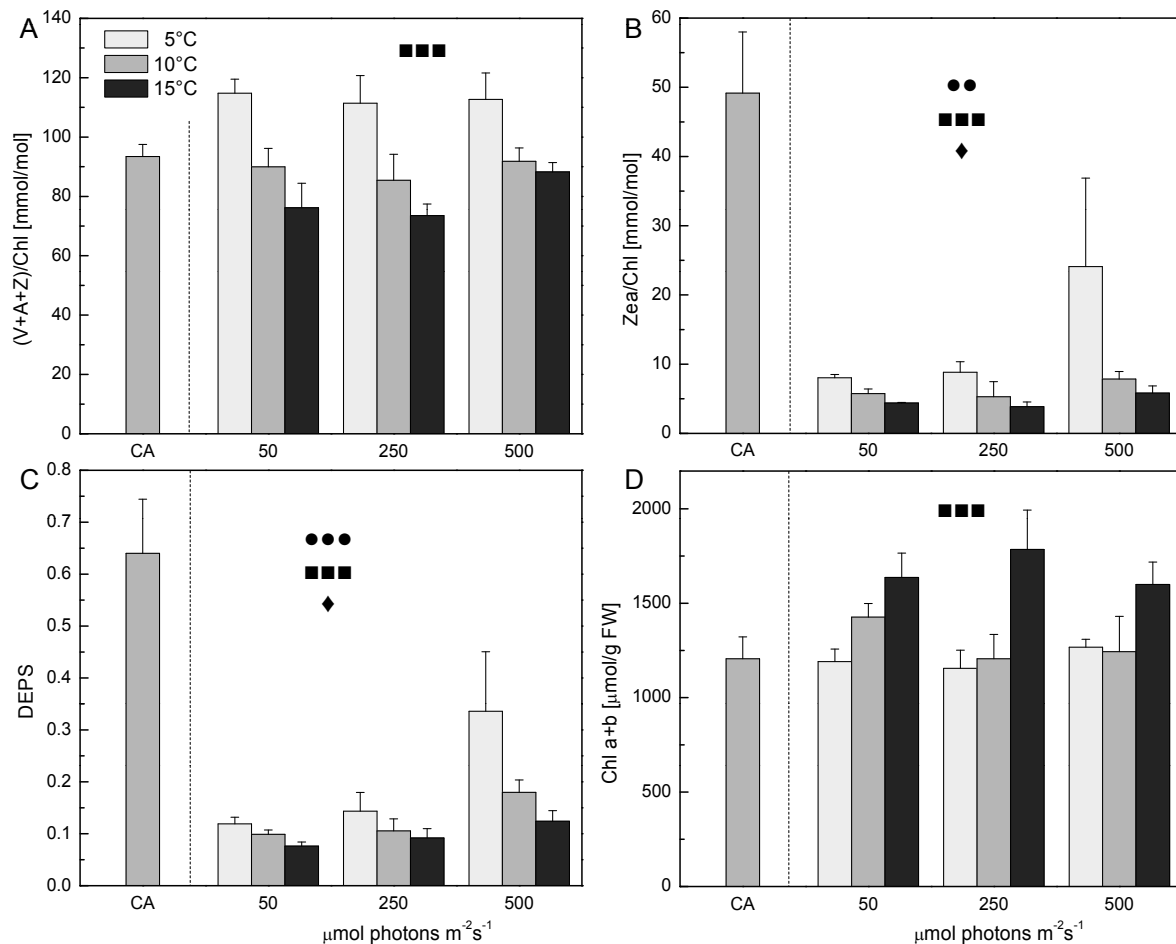 A
5°C
10°C
15°C
(V+A+Z)/Chl [mmol/mol]
140
120
100
80
60
40
20
0
CA
50
250
500
B
Zea/Chl [mmol/mol]
60
50
40
30
20
10
0
CA
50
250
500
C
DEPS
0.8
0.7
0.6
0.5
0.4
0.3
0.2
0.1
0.0
CA
50
250
500
μmol photons m⁻²s⁻¹
D
Chl a+b [μmol/g FW]
2000
1500
1000
500
0
CA
50
250
500
μmol photons m⁻²s⁻¹